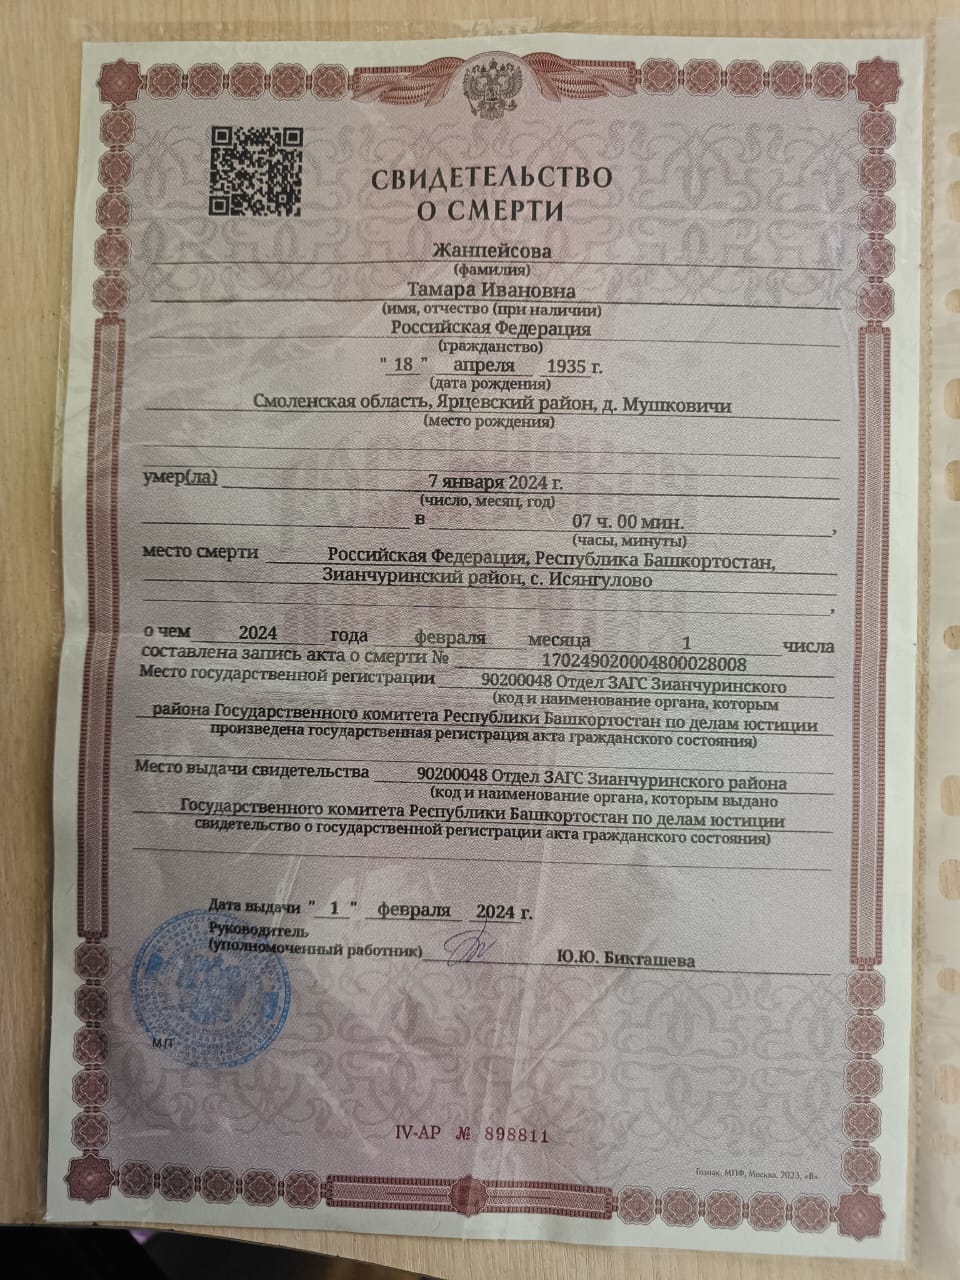 СВИДЕТЕЛЬСТВО
О СМЕРТИ
Жанпейсова
(фамилия)
Тамара Ивановна
(имя, отчество (при наличии)
Российская Федерация
(гражданство)
" 18 " апреля 1935 г.
(дата рождения)
Смоленская область, Ярцевский район, д. Мушковичи
(место рождения)
умер(ла) 7 января 2024 г.
(число, месяц, год)
в 07 ч. 00 мин. ,
(часы, минуты)
место смерти Российская Федерация, Республика Башкортостан,
Зианчуринский район, с. Исянгулово
,
о чем 2024 года февраля месяца 1 числа
составлена запись акта о смерти № 170249020004800028008
Место государственной регистрации 90200048 Отдел ЗАГС Зианчуринского
(код и наименование органа, которым
района Государственного комитета Республики Башкортостан по делам юстиции
произведена государственная регистрация акта гражданского состояния)
Место выдачи свидетельства 90200048 Отдел ЗАГС Зианчуринского района
(код и наименование органа, которым выдано
Государственного комитета Республики Башкортостан по делам юстиции
свидетельство о государственной регистрации акта гражданского состояния)
Дата выдачи " 1 " февраля 2024 г.
Руководитель
(уполномоченный работник) Ю.Ю. Бикташева
МП
IV-АР № 898811
Гознак, МПФ, Москва, 2023, «В».